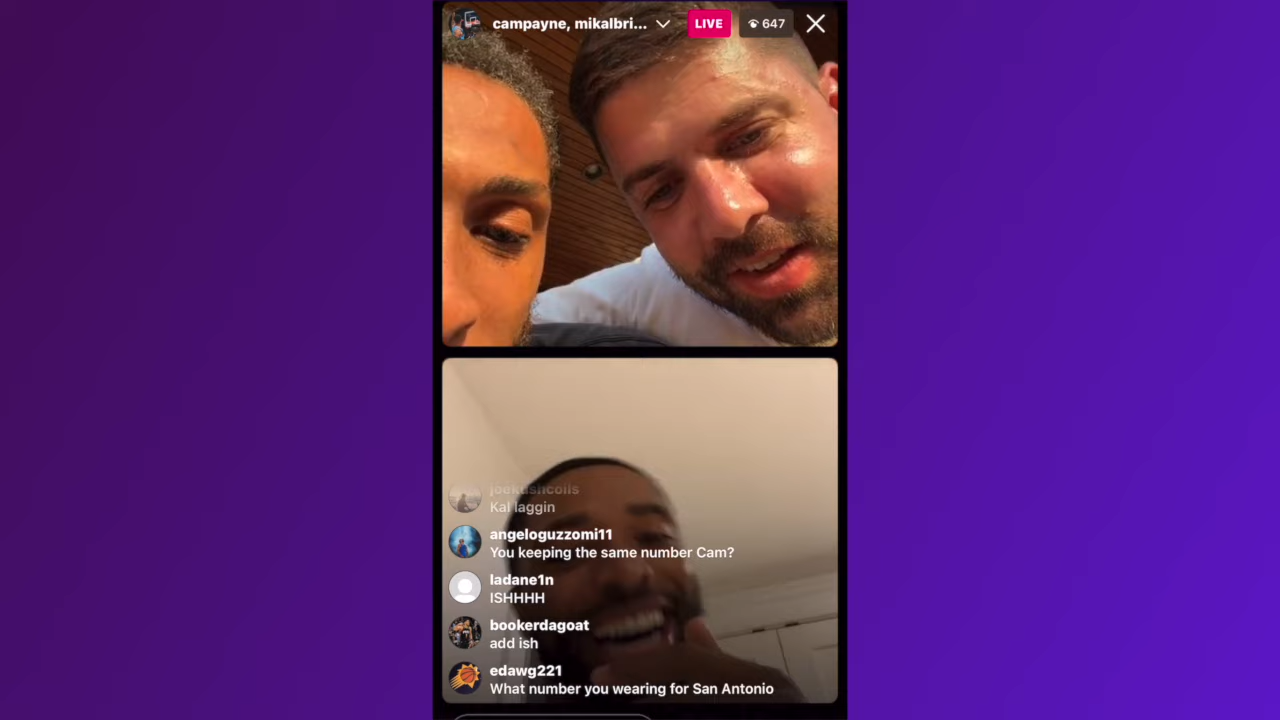 campayne, mikalbri...
LIVE
647
joekushcoils
Kal laggin
angeloguzzomi11
You keeping the same number Cam?
ladane1n
ISHHHH
bookerdagoat
add ish
edawg221
What number you wearing for San Antonio